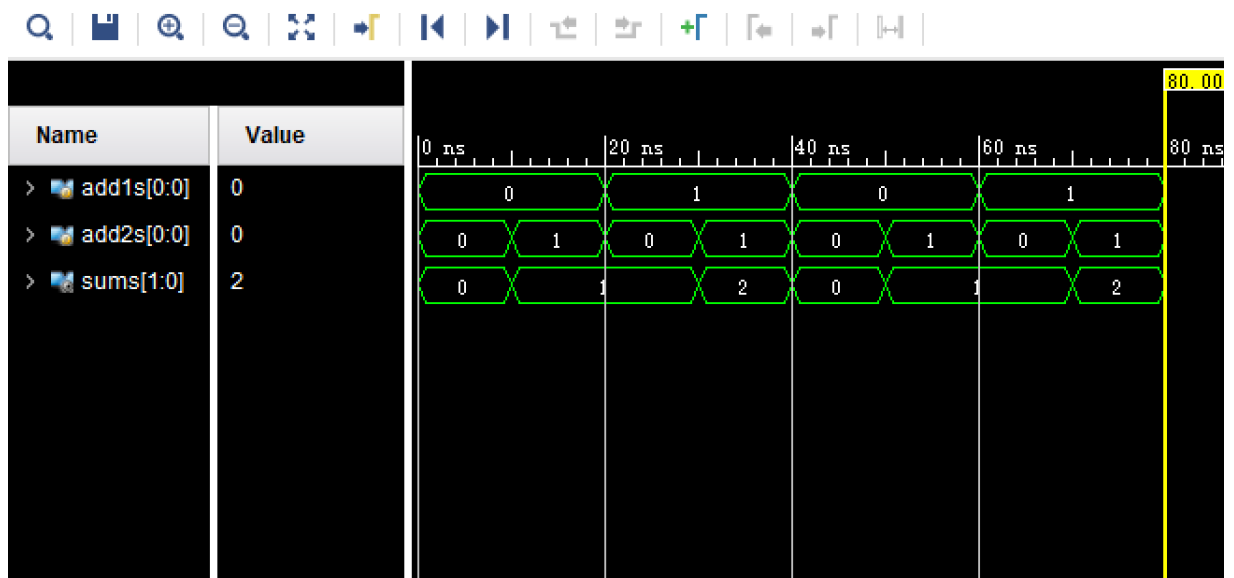 80.00
Name Value
0 ns 20 ns 40 ns 60 ns 80 ns
> add1s[0:0] 0 0 1 0 1
> add2s[0:0] 0 0 1 0 1 0 1 0 1
> sums[1:0] 2 0 1 2 0 1 2